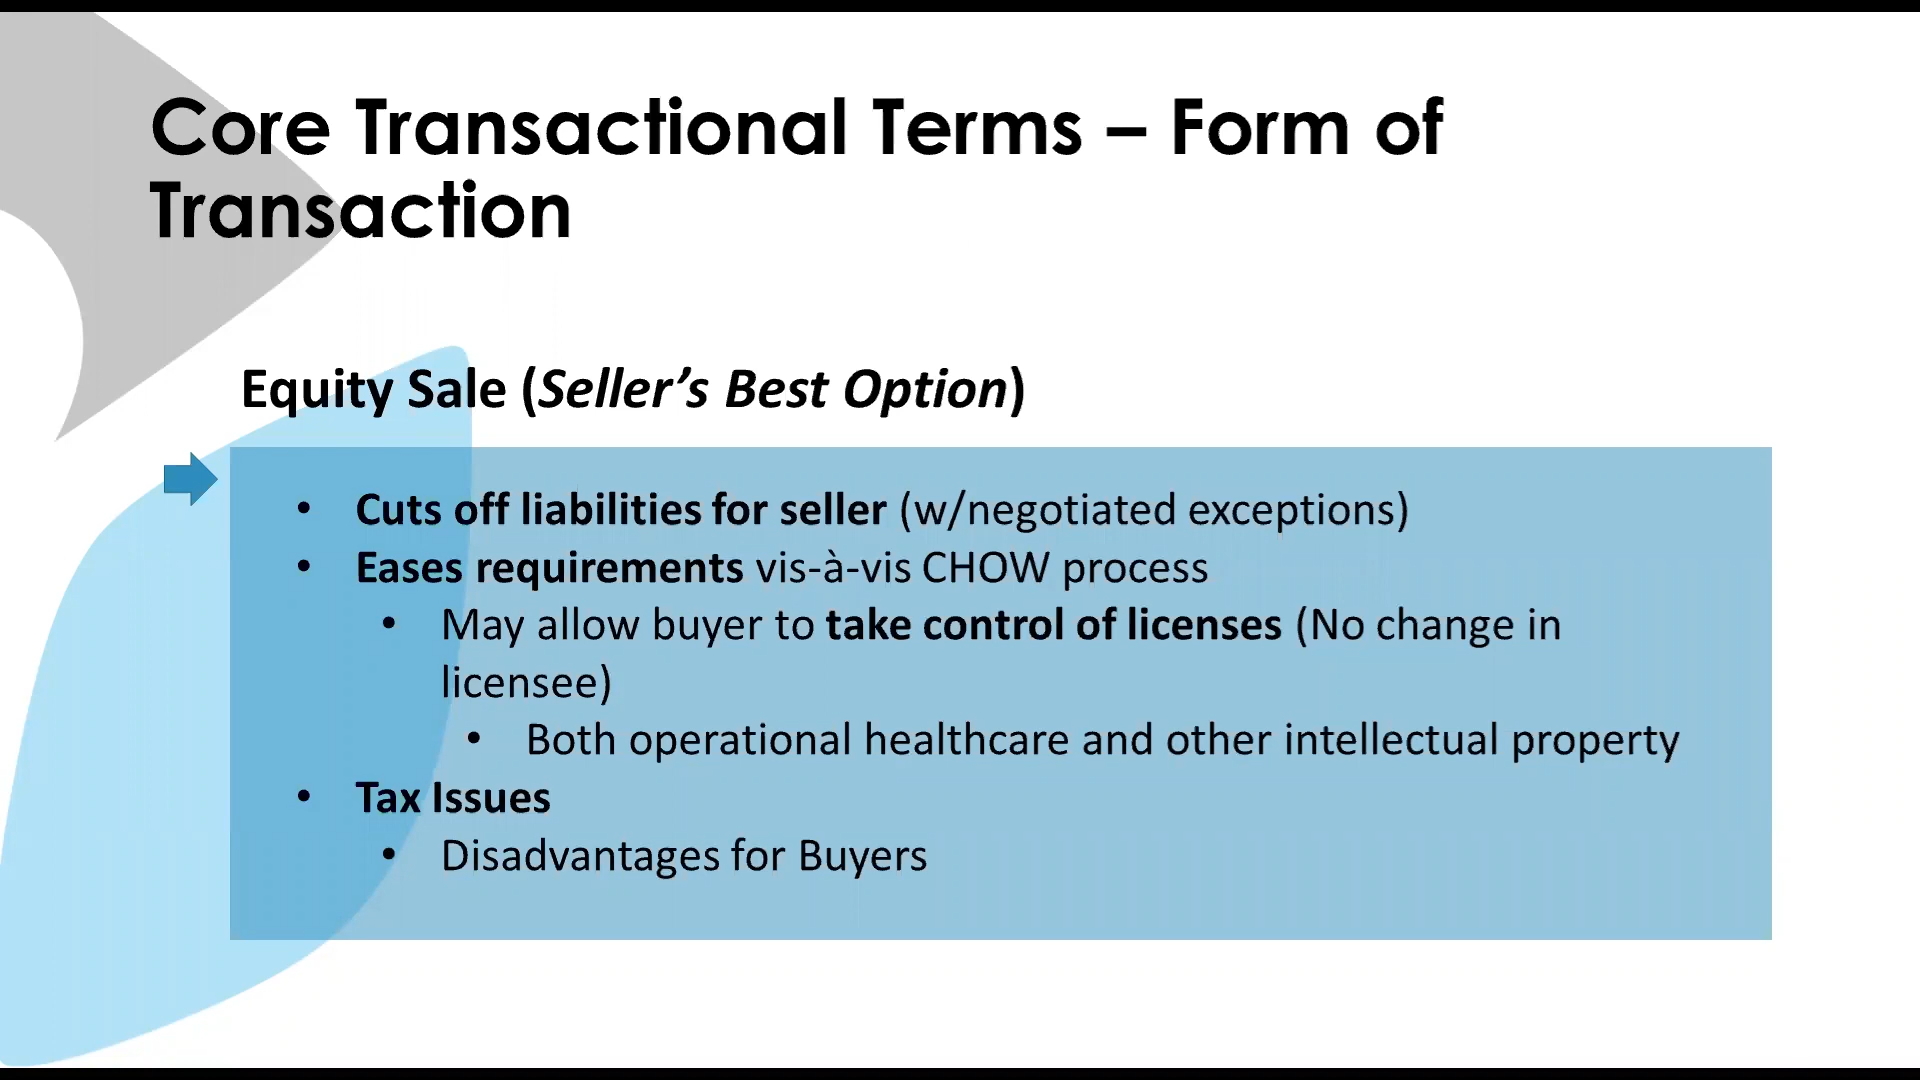 Core Transactional Terms – Form of
Transaction
Equity Sale (Seller’s Best Option)
• Cuts off liabilities for seller (w/negotiated exceptions)
• Eases requirements vis-à-vis CHOW process
• May allow buyer to take control of licenses (No change in
licensee)
• Both operational healthcare and other intellectual property
• Tax Issues
• Disadvantages for Buyers